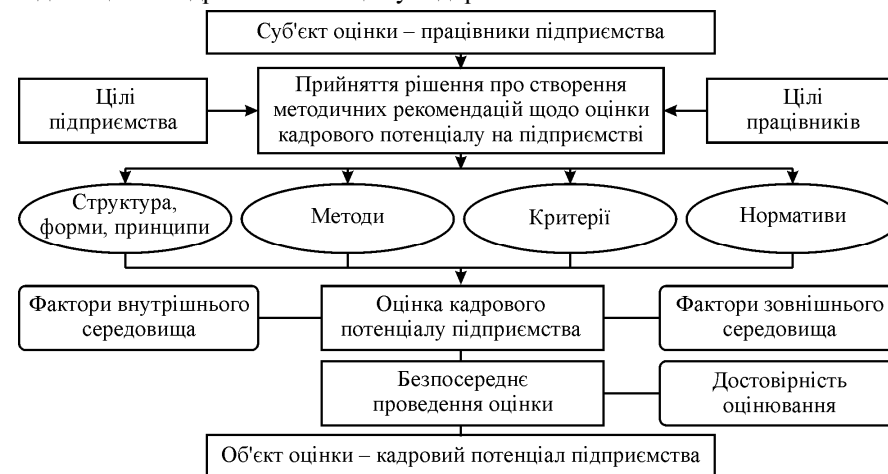 Суб'єкт оцінки – працівники підприємства
Цілі
підприємства
Прийняття рішення про створення
методичних рекомендацій щодо оцінки
кадрового потенціалу на підприємстві
Цілі
працівників
Структура,
форми, принципи
Методи
Критерії
Нормативи
Фактори внутрішнього
середовища
Оцінка кадрового
потенціалу підприємства
Фактори зовнішнього
середовища
Безпосереднє
проведення оцінки
Достовірність
оцінювання
Об'єкт оцінки – кадровий потенціал підприємства